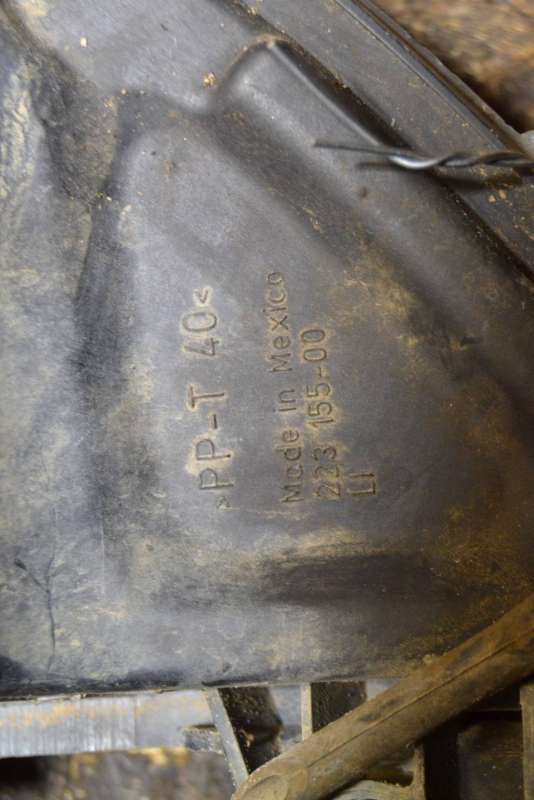 >PP-T 40<
Made in Mexico
223 155-00
LI